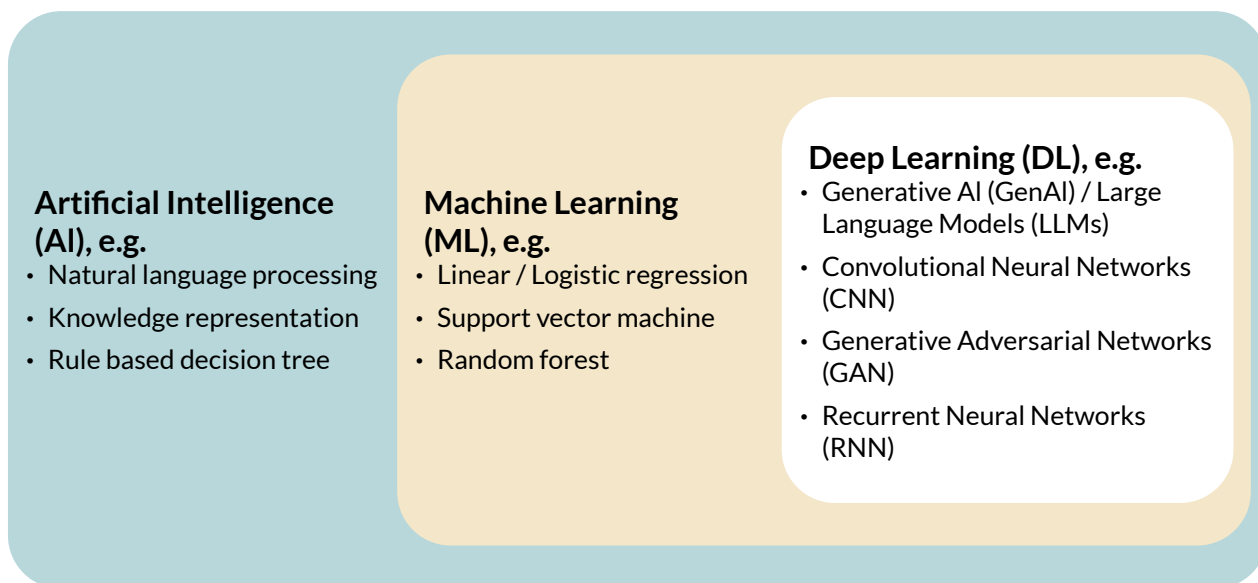 Artificial Intelligence
(AI), e.g.
• Natural language processing
• Knowledge representation
• Rule based decision tree
Machine Learning
(ML), e.g.
• Linear / Logistic regression
• Support vector machine
• Random forest
Deep Learning (DL), e.g.
• Generative AI (GenAI) / Large
Language Models (LLMs)
• Convolutional Neural Networks
(CNN)
• Generative Adversarial Networks
(GAN)
• Recurrent Neural Networks
(RNN)